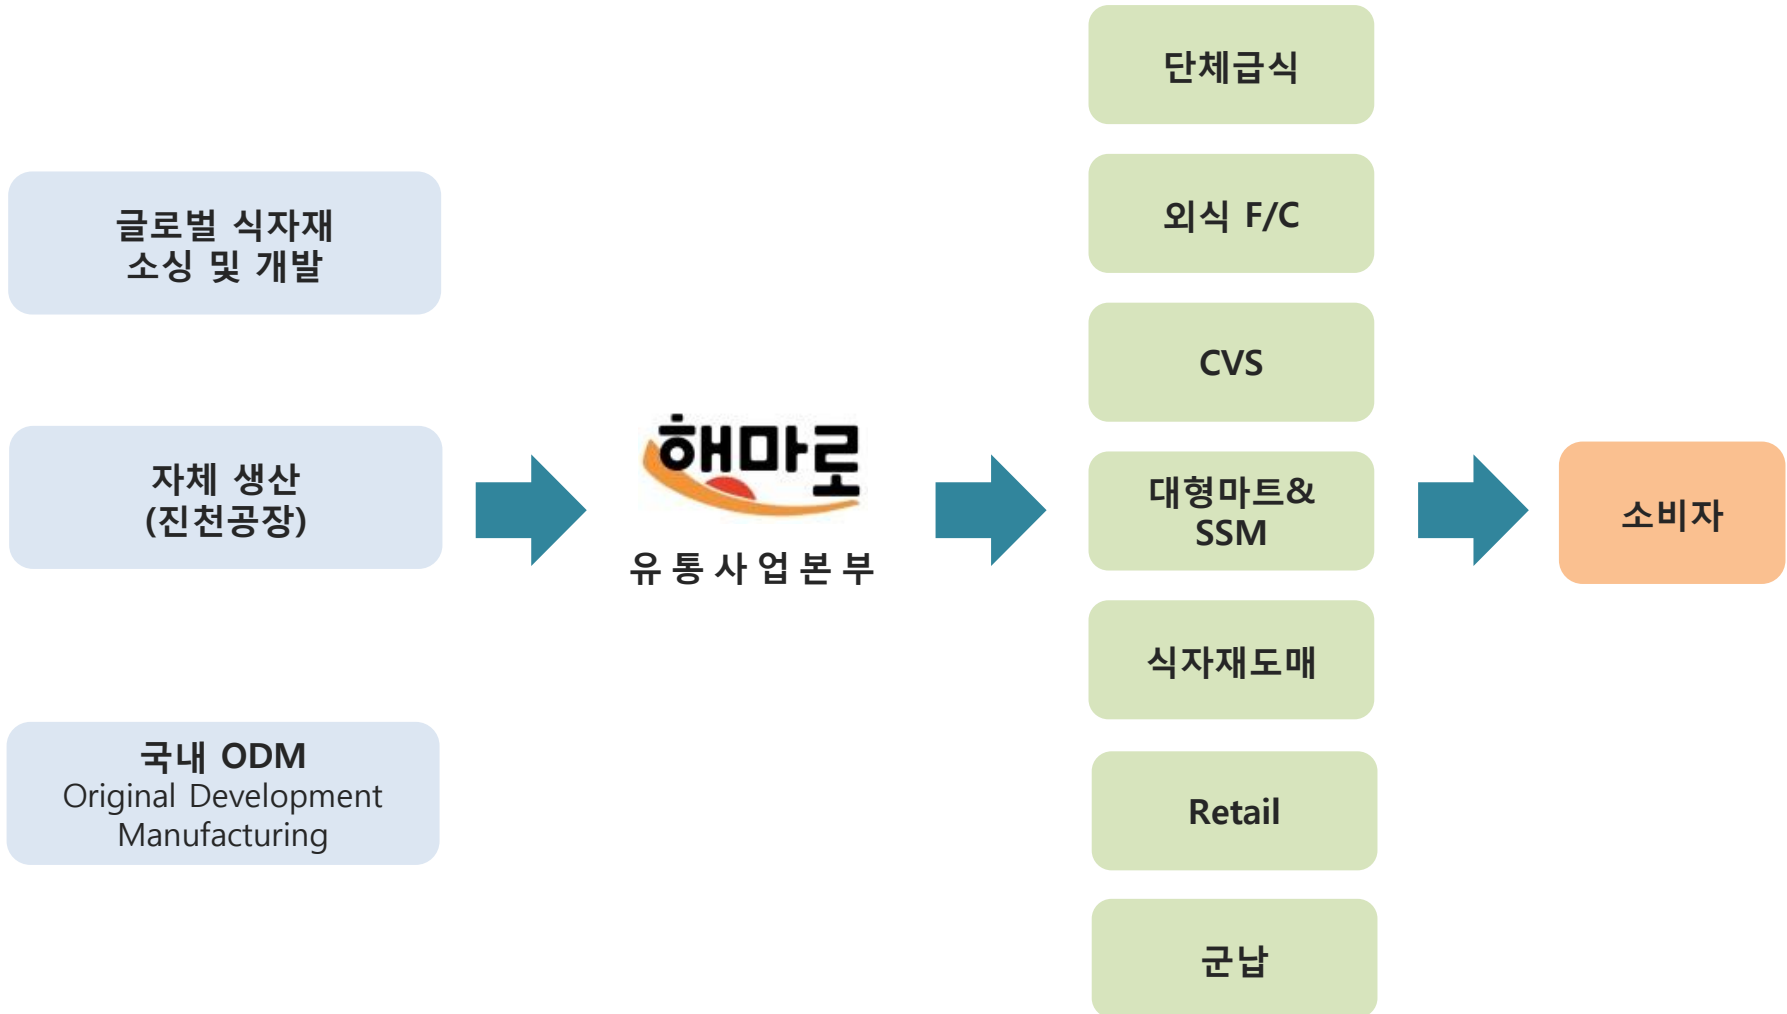 글로벌 식자재
소싱 및 개발
자체 생산
(진천공장)
국내 ODM
Original Development
Manufacturing
해마로
유통사업본부
단체급식
외식 F/C
CVS
대형마트&
SSM
식자재도매
Retail
군납
소비자